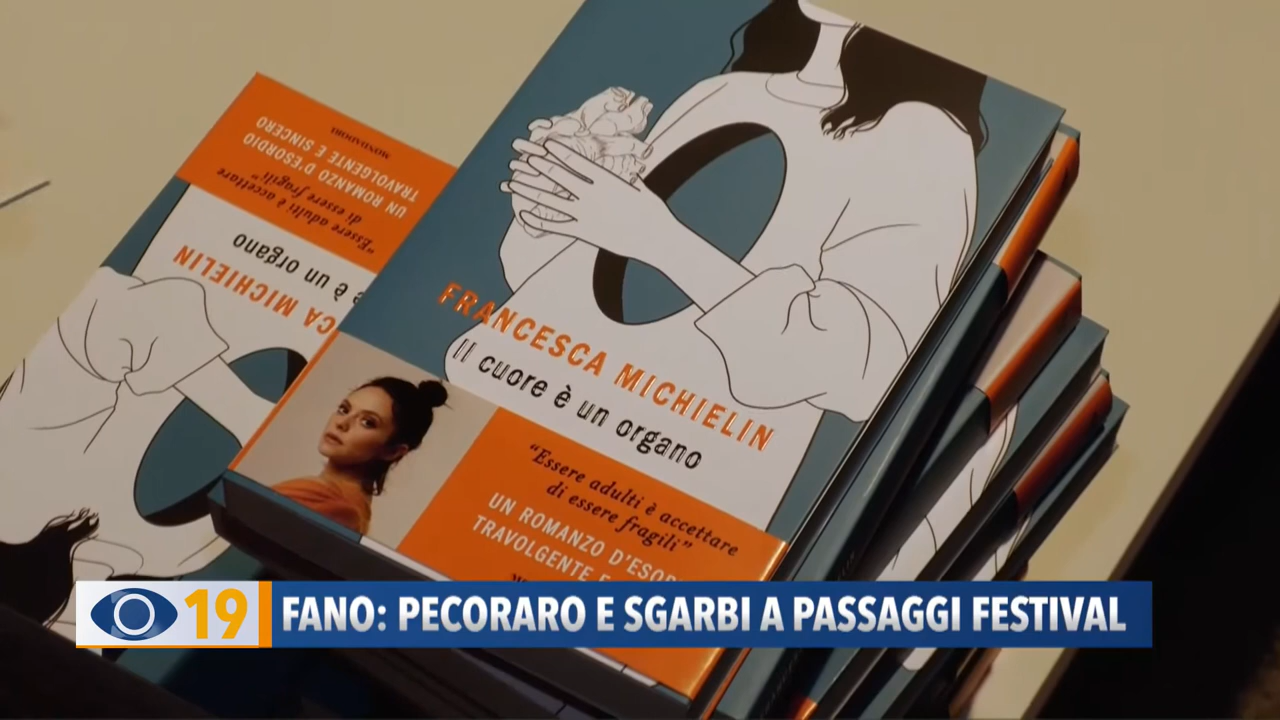 UN ROMANZO D'ESORDIO
TRAVOLGENTE E SINCERO
MONDADORI
"Essere adulti è accettare
di essere fragili"
e è un organo
CA MICHIELIN
FRANCESCA MICHIELIN
Il cuore è un organo
"Essere adulti è accettare
di essere fragili"
UN ROMANZO D'ESOR
TRAVOLGENTE E
19
FANO: PECORARO E SGARBI A PASSAGGI FESTIVAL